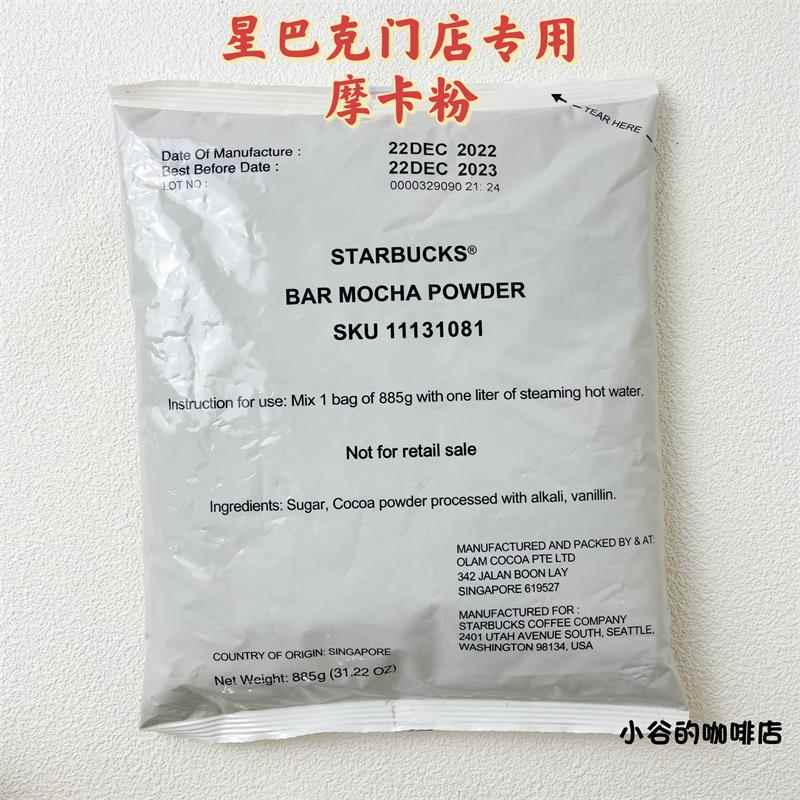 星巴克门店专用
摩卡粉
TEAR HERE
Date Of Manufacture : 22DEC 2022
Best Before Date : 22DEC 2023
LOT NO : 0000329090 21: 24
STARBUCKS®
BAR MOCHA POWDER
SKU 11131081
Instruction for use: Mix 1 bag of 885g with one liter of steaming hot water.
Not for retail sale
Ingredients: Sugar, Cocoa powder processed with alkali, vanillin.
MANUFACTURED AND PACKED BY & AT:
OLAM COCOA PTE LTD
342 JALAN BOON LAY
SINGAPORE 619527
MANUFACTURED FOR :
STARBUCKS COFFEE COMPANY
2401 UTAH AVENUE SOUTH, SEATTLE,
WASHINGTON 98134, USA
COUNTRY OF ORIGIN: SINGAPORE
Net Weight: 885g (31.22 OZ)
小谷的咖啡店